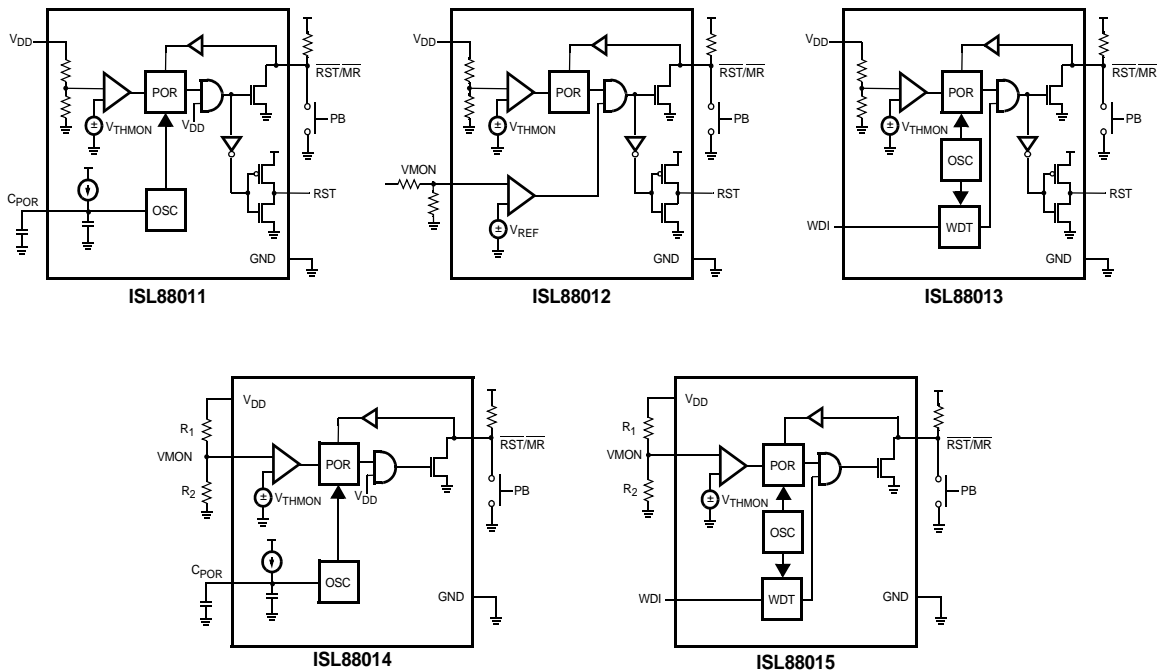 VDD
POR
RST/MR
VTHMON
VDD
PB
CPOR
OSC
RST
GND
ISL88011
VDD
POR
RST/MR
VTHMON
PB
VMON
RST
VREF
GND
ISL88012
VDD
POR
RST/MR
VTHMON
PB
OSC
RST
WDI
WDT
GND
ISL88013
VDD
R1
RST/MR
VMON
POR
R2
VTHMON
VDD
PB
CPOR
OSC
GND
ISL88014
VDD
R1
RST/MR
VMON
POR
R2
VTHMON
PB
OSC
WDI
WDT
GND
ISL88015